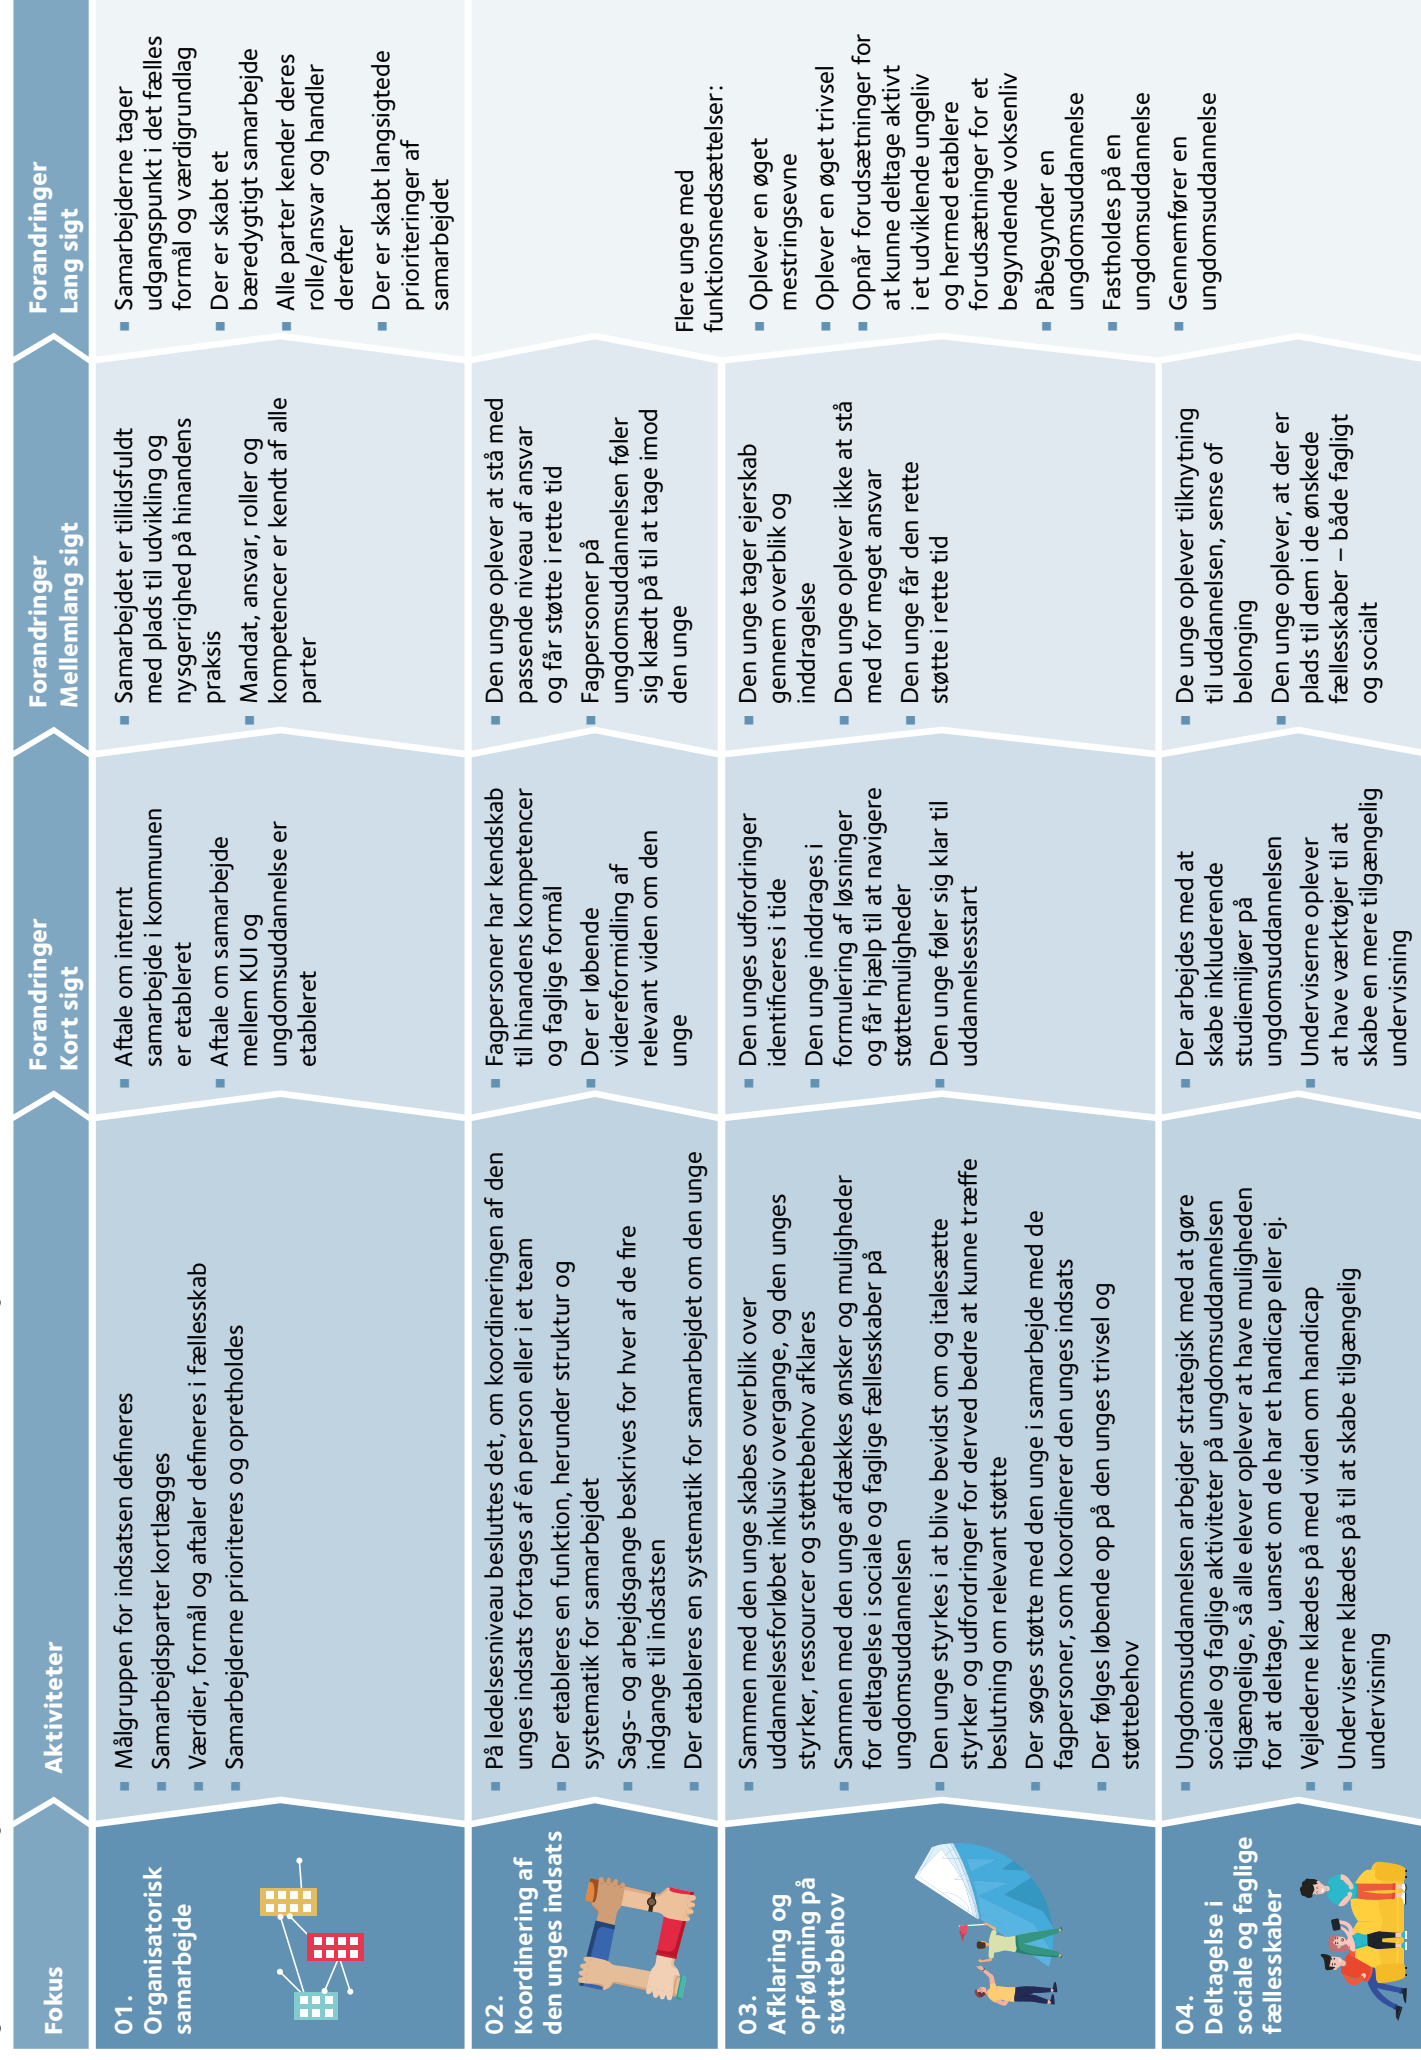 Fokus
Aktiviteter
Forandringer
Kort sigt
Forandringer
Mellemlang sigt
Forandringer
Lang sigt
01.
Organisatorisk
samarbejde
▪ Målgruppen for indsatsen defineres
▪ Samarbejdsparter kortlægges
▪ Værdier, formål og aftaler defineres i fællesskab
▪ Samarbejderne prioriteres og opretholdes
▪ Aftale om internt
samarbejde i kommunen
er etableret
▪ Aftale om samarbejde
mellem KUI og
ungdomsuddannelse er
etableret
▪ Samarbejdet er tillidsfuldt
med plads til udvikling og
nysgerrighed på hinandens
praksis
▪ Mandat, ansvar, roller og
kompetencer er kendt af alle
parter
▪ Samarbejderne tager
udgangspunkt i det fælles
formål og værdigrundlag
▪ Der er skabt et
bæredygtigt samarbejde
▪ Alle parter kender deres
rolle/ansvar og handler
derefter
▪ Der er skabt langsigtede
prioriteringer af
samarbejdet
02.
Koordinering af
den unges indsats
▪ På ledelsesniveau besluttes det, om koordineringen af den
unges indsats fortages af én person eller i et team
▪ Der etableres en funktion, herunder struktur og
systematik for samarbejdet
▪ Sags- og arbejdsgange beskrives for hver af de fire
indgange til indsatsen
▪ Der etableres en systematik for samarbejdet om den unge
▪ Fagpersoner har kendskab
til hinandens kompetencer
og faglige formål
▪ Der er løbende
videreformidling af
relevant viden om den
unge
▪ Den unge oplever at stå med
passende niveau af ansvar
og får støtte i rette tid
▪ Fagpersoner på
ungdomsuddannelsen føler
sig klædt på til at tage imod
den unge
Flere unge med
funktionsnedsættelser:
▪ Oplever en øget
mestringsevne
▪ Oplever en øget trivsel
▪ Opnår forudsætninger for
at kunne deltage aktivt
i et udviklende ungeliv
og hermed etablere
forudsætninger for et
begyndende voksenliv
▪ Påbegynder en
ungdomsuddannelse
▪ Fastholdes på en
ungdomsuddannelse
▪ Gennemfører en
ungdomsuddannelse
03.
Afklaring og
opfølgning på
støttebehov
▪ Sammen med den unge skabes overblik over
uddannelsesforløbet inklusiv overgange, og den unges
styrker, ressourcer og støttebehov afklares
▪ Sammen med den unge afdækkes ønsker og muligheder
for deltagelse i sociale og faglige fællesskaber på
ungdomsuddannelsen
▪ Den unge styrkes i at blive bevidst om og italesætte
styrker og udfordringer for derved bedre at kunne træffe
beslutning om relevant støtte
▪ Der søges støtte med den unge i samarbejde med de
fagpersoner, som koordinerer den unges indsats
▪ Der følges løbende op på den unges trivsel og
støttebehov
▪ Den unges udfordringer
identificeres i tide
▪ Den unge inddrages i
formulering af løsninger
og får hjælp til at navigere
støttemuligheder
▪ Den unge føler sig klar til
uddannelsesstart
▪ Den unge tager ejerskab
gennem overblik og
inddragelse
▪ Den unge oplever ikke at stå
med for meget ansvar
▪ Den unge får den rette
støtte i rette tid
04.
Deltagelse i
sociale og faglige
fællesskaber
▪ Ungdomsuddannelsen arbejder strategisk med at gøre
sociale og faglige aktiviteter på ungdomsuddannelsen
tilgængelige, så alle elever oplever at have muligheden
for at deltage, uanset om de har et handicap eller ej.
▪ Vejlederne klædes på med viden om handicap
▪ Underviserne klædes på til at skabe tilgængelig
undervisning
▪ Der arbejdes med at
skabe inkluderende
studiemiljøer på
ungdomsuddannelsen
▪ Underviserne oplever
at have værktøjer til at
skabe en mere tilgængelig
undervisning
▪ De unge oplever tilknytning
til uddannelsen, sense of
belonging
▪ Den unge oplever, at der er
plads til dem i de ønskede
fællesskaber – både fagligt
og socialt